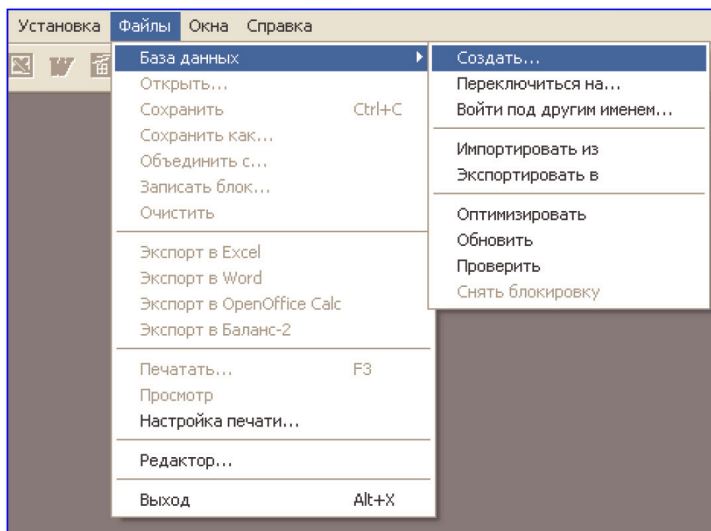 Установка Файлы Окна Справка
База данных
Открыть...
Сохранить Ctrl+C
Сохранить как...
Объединить с...
Записать блок...
Очистить
Экспорт в Excel
Экспорт в Word
Экспорт в OpenOffice Calc
Экспорт в Баланс-2
Печатать... F3
Просмотр
Настройка печати...
Редактор...
Выход Alt+X
Создать...
Переключиться на...
Войти под другим именем...
Импортировать из
Экспортировать в
Оптимизировать
Обновить
Проверить
Снять блокировку